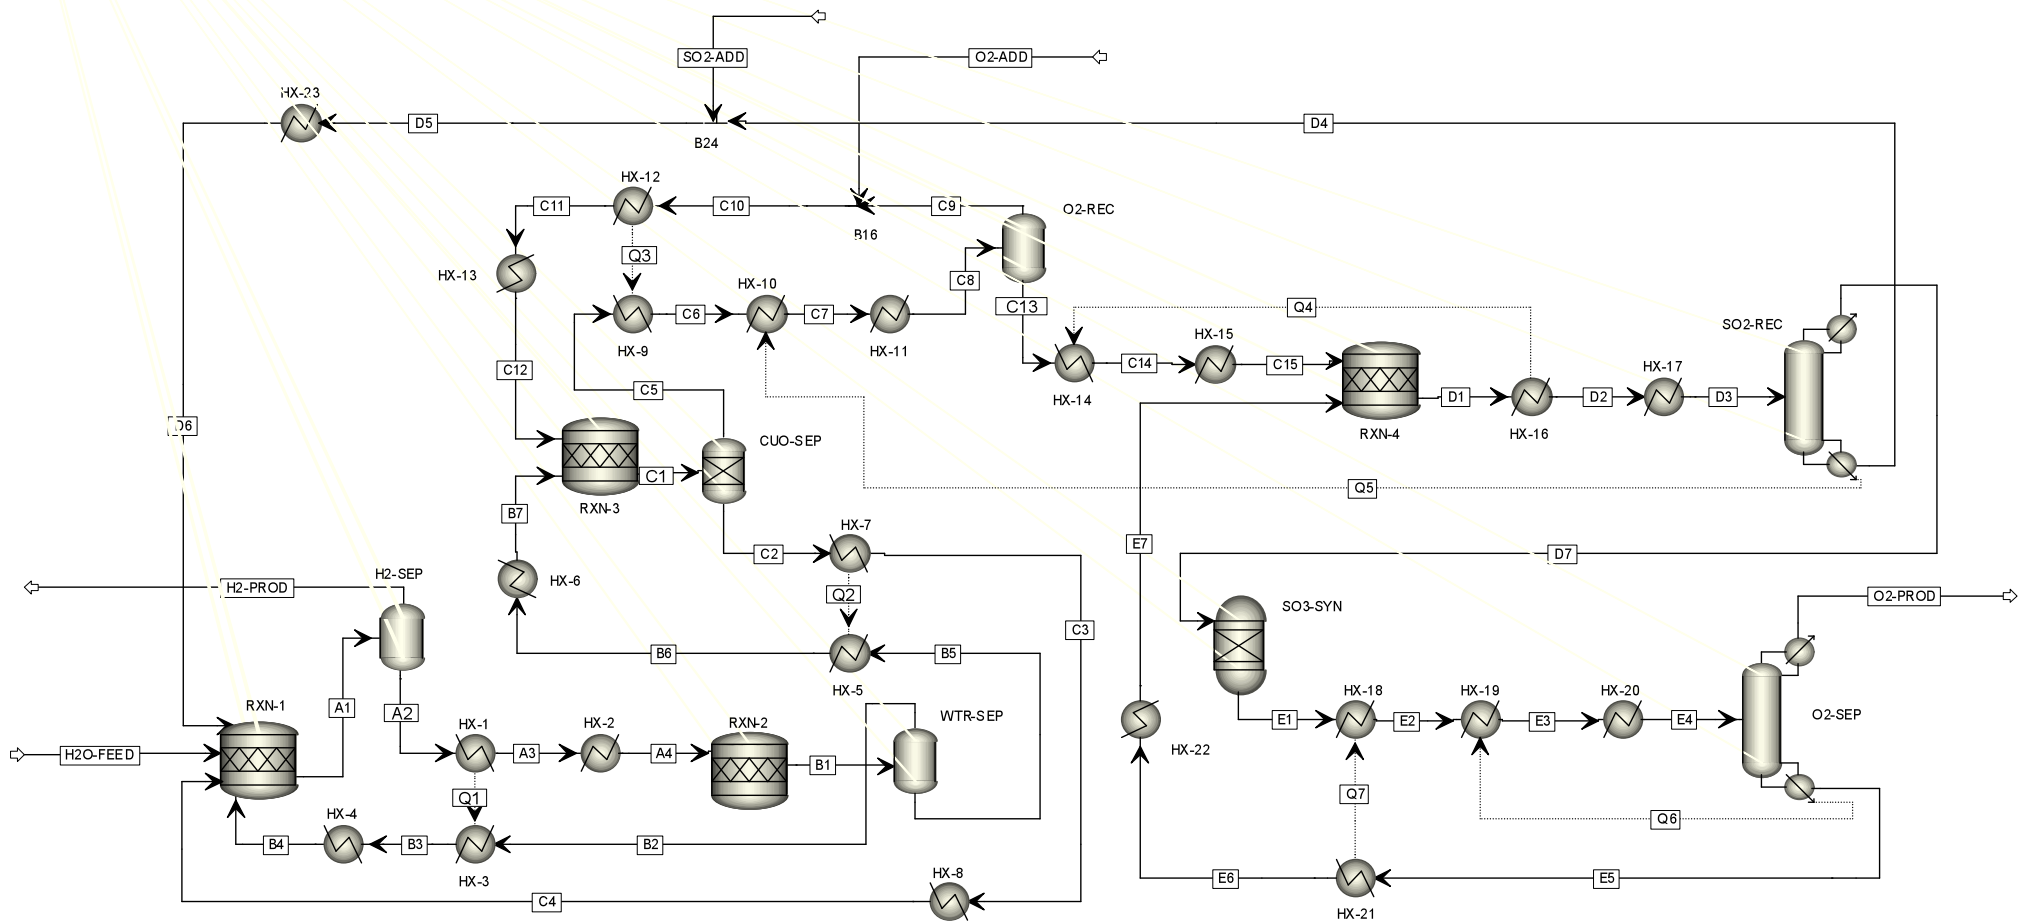 SO2-ADD
O2-ADD
HX-23
D5
D4
B24
HX-12
C11
C10
C9
O2-REC
B16
Q3
HX-13
HX-10
C8
C6
C7
C13
Q4
SO2-REC
HX-9
HX-11
HX-15
C14
C15
HX-17
C12
C5
HX-14
D1
D2
D3
D6
RXN-4
HX-16
CUO-SEP
C1
Q5
RXN-3
B7
HX-7
E7
C2
D7
H2-SEP
HX-6
H2-PROD
Q2
O2-PROD
SO3-SYN
C3
B6
B5
HX-5
HX-18
HX-19
HX-20
RXN-1
A1
A2
HX-1
HX-2
RXN-2
WTR-SEP
E1
E2
E3
E4
O2-SEP
H2O-FEED
A3
A4
B1
HX-22
Q1
Q7
HX-4
Q6
B4
B3
B2
HX-3
HX-8
E6
E5
C4
HX-21